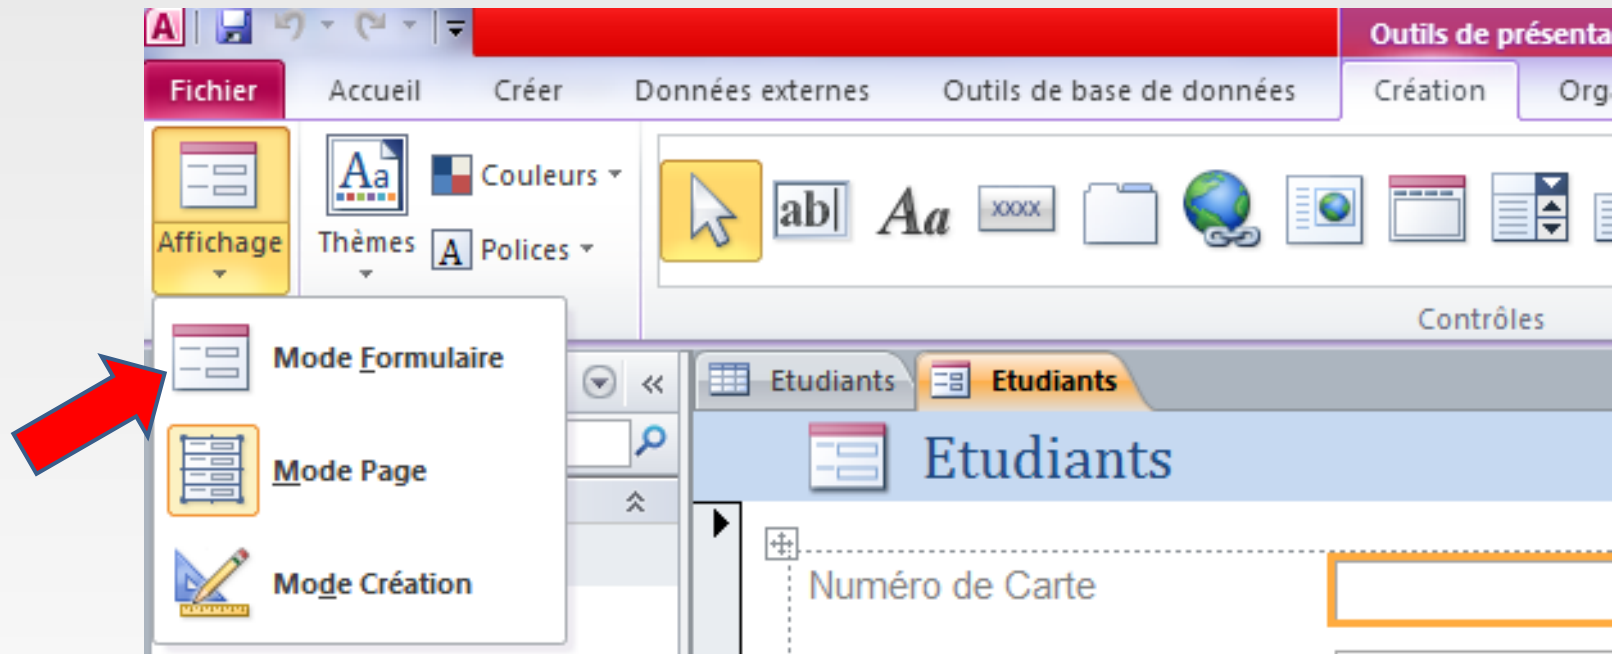 A
Outils de présenta
Fichier Accueil Créer Données externes Outils de base de données Création Org
Aa Couleurs
ab| Aa XXXX
Affichage Thèmes A Polices
Contrôles
Mode Formulaire
Etudiants Etudiants
Mode Page
Etudiants
Mode Création
Numéro de Carte